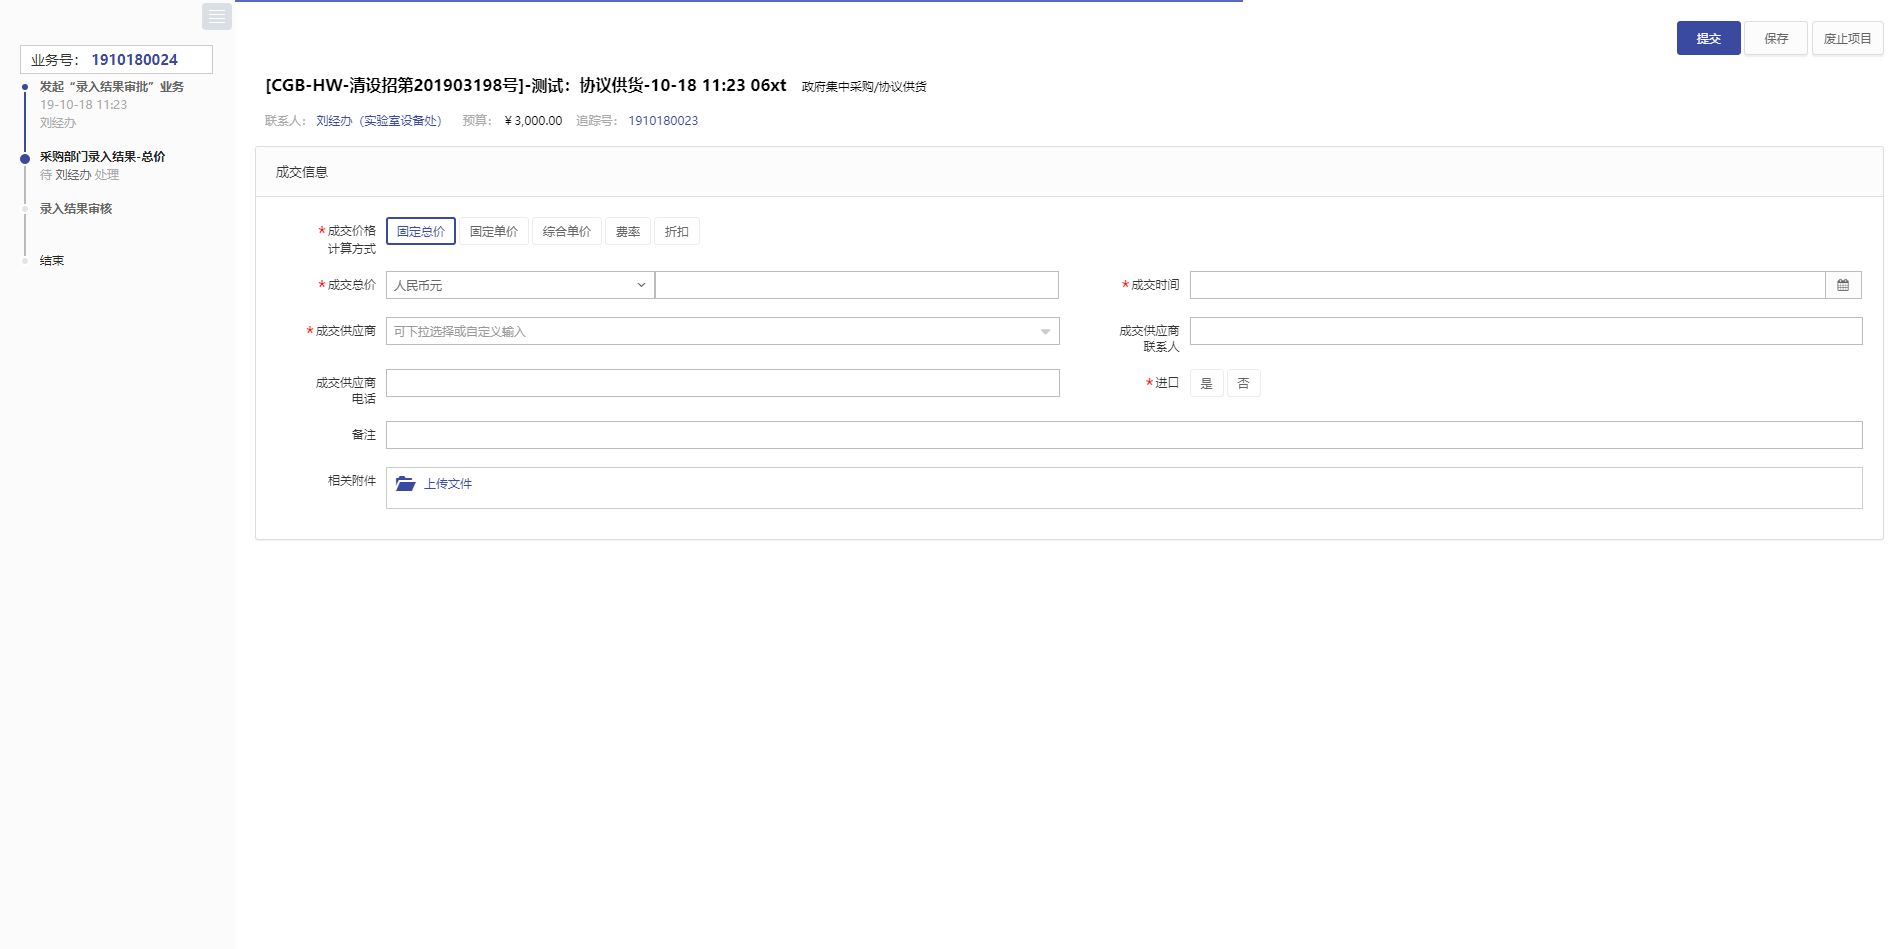 业务号： 1910180024
发起“录入结果审批”业务
19-10-18 11:23
刘经办
采购部门录入结果-总价
待 刘经办 处理
录入结果审核
结束
提交 保存 废止项目
[CGB-HW-清设招第201903198号]-测试：协议供货-10-18 11:23 06xt 政府集中采购/协议供货
联系人： 刘经办（实验室设备处） 预算： ¥ 3,000.00 追踪号： 1910180023
成交信息
*成交价格
计算方式
固定总价 固定单价 综合单价 费率 折扣
*成交总价 人民币元
*成交时间
*成交供应商 可下拉选择或自定义输入
成交供应商
联系人
成交供应商
电话
*进口 是 否
备注
相关附件 上传文件